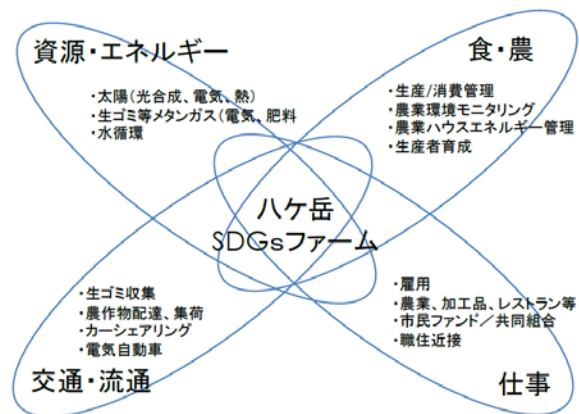 資源・エネルギー
・太陽(光合成、電気、熱)
・生ゴミ等メタンガス(電気、肥料
・水循環
食・農
・生産/消費管理
・農業環境モニタリング
・農業ハウスエネルギー管理
・生産者育成
八ケ岳
SDGsファーム
・生ゴミ収集
・農作物配達、集荷
・カーシェアリング
・電気自動車
交通・流通
・雇用
・農業、加工品、レストラン等
・市民ファンド／共同組合
・職住近接
仕事